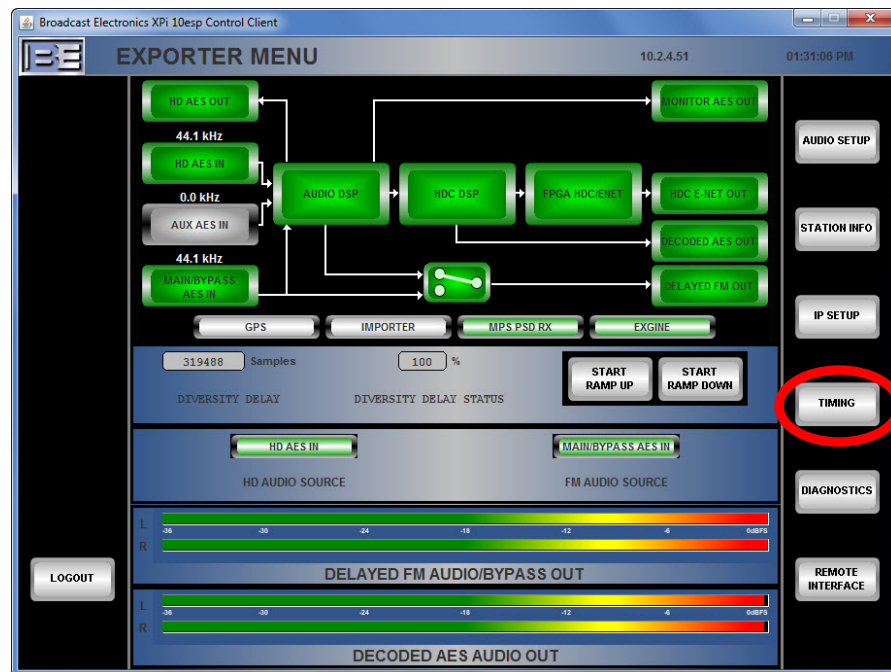 Broadcast Electronics XPi 10esp Control Client
BE EXPORTER MENU 10.2.4.51 01:31:06 PM
HD AES OUT
MONITOR AES OUT
44.1 kHz
HD AES IN
AUDIO DSP
HDC DSP
FPGA HDC/ENET
HDC E-NET OUT
0.0 kHz
AUX AES IN
DECODED AES OUT
44.1 kHz
MAIN/BYPASS
AES IN
DELAYED FM OUT
GPS IMPORTER MPS PSD RX EXGINE
319488 Samples 100 %
START
RAMP UP
START
RAMP DOWN
DIVERSITY DELAY DIVERSITY DELAY STATUS
HD AES IN MAIN/BYPASS AES IN
HD AUDIO SOURCE FM AUDIO SOURCE
L
-36 -30 -24 -18 -12 -6 0dBFS
R
DELAYED FM AUDIO/BYPASS OUT
L
-36 -30 -24 -18 -12 -6 0dBFS
R
DECODED AES AUDIO OUT
LOGOUT
AUDIO SETUP
STATION INFO
IP SETUP
TIMING
DIAGNOSTICS
REMOTE
INTERFACE